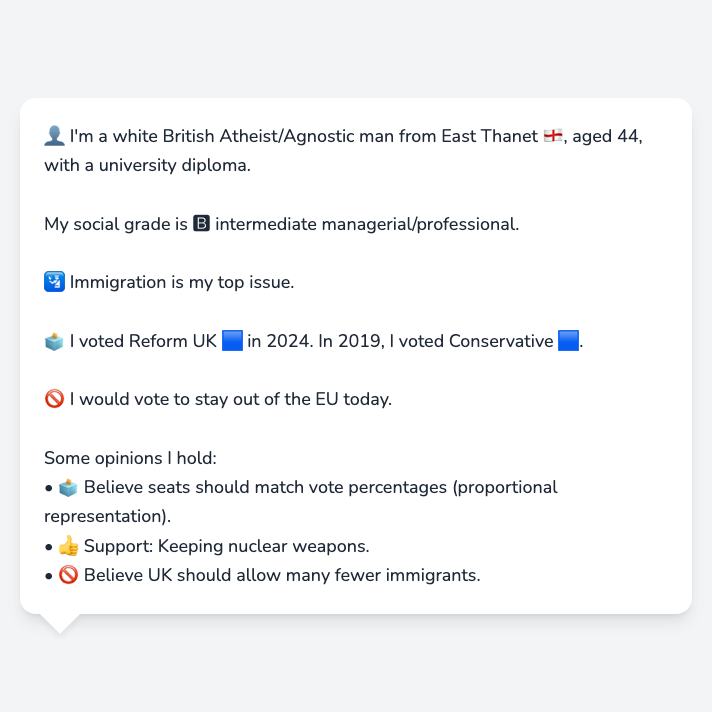 👤 I'm a white British Atheist/Agnostic man from East Thanet 🏴󠁧󠁢󠁥󠁮󠁧󠁿, aged 44,
with a university diploma.
My social grade is 🅱 intermediate managerial/professional.
🛂 Immigration is my top issue.
🗳️ I voted Reform UK 🟦 in 2024. In 2019, I voted Conservative 🟦.
🚫 I would vote to stay out of the EU today.
Some opinions I hold:
• 🗳️ Believe seats should match vote percentages (proportional
representation).
• 👍 Support: Keeping nuclear weapons.
• 🚫 Believe UK should allow many fewer immigrants.